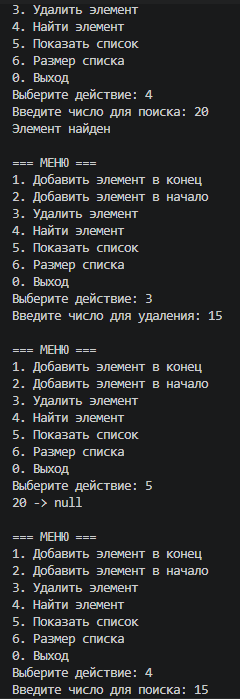 3. Удалить элемент
4. Найти элемент
5. Показать список
6. Размер списка
0. Выход
Выберите действие: 4
Введите число для поиска: 20
Элемент найден
=== МЕНЮ ===
1. Добавить элемент в конец
2. Добавить элемент в начало
3. Удалить элемент
4. Найти элемент
5. Показать список
6. Размер списка
0. Выход
Выберите действие: 3
Введите число для удаления: 15
=== МЕНЮ ===
1. Добавить элемент в конец
2. Добавить элемент в начало
3. Удалить элемент
4. Найти элемент
5. Показать список
6. Размер списка
0. Выход
Выберите действие: 5
20 -> null
=== МЕНЮ ===
1. Добавить элемент в конец
2. Добавить элемент в начало
3. Удалить элемент
4. Найти элемент
5. Показать список
6. Размер списка
0. Выход
Выберите действие: 4
Введите число для поиска: 15